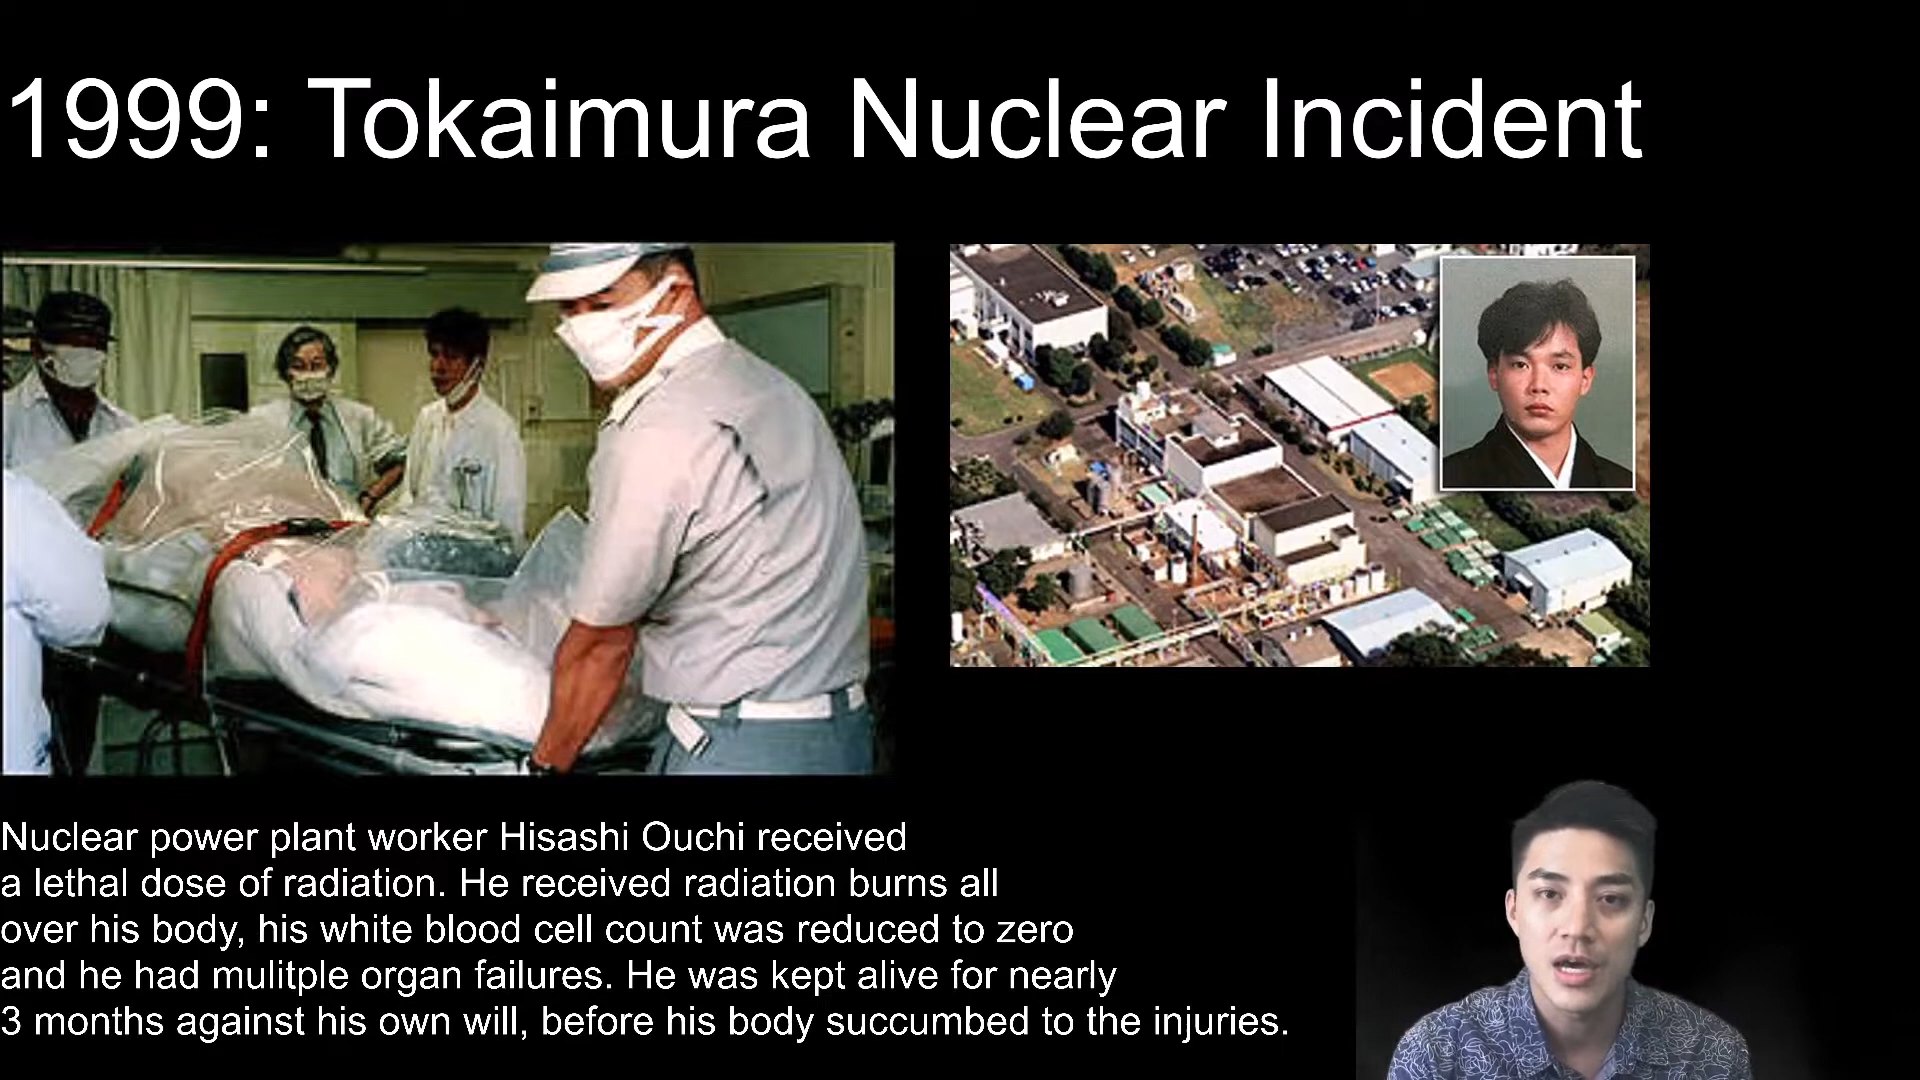 1999: Tokaimura Nuclear Incident
Nuclear power plant worker Hisashi Ouchi received
a lethal dose of radiation. He received radiation burns all
over his body, his white blood cell count was reduced to zero
and he had mulitple organ failures. He was kept alive for nearly
3 months against his own will, before his body succumbed to the injuries.